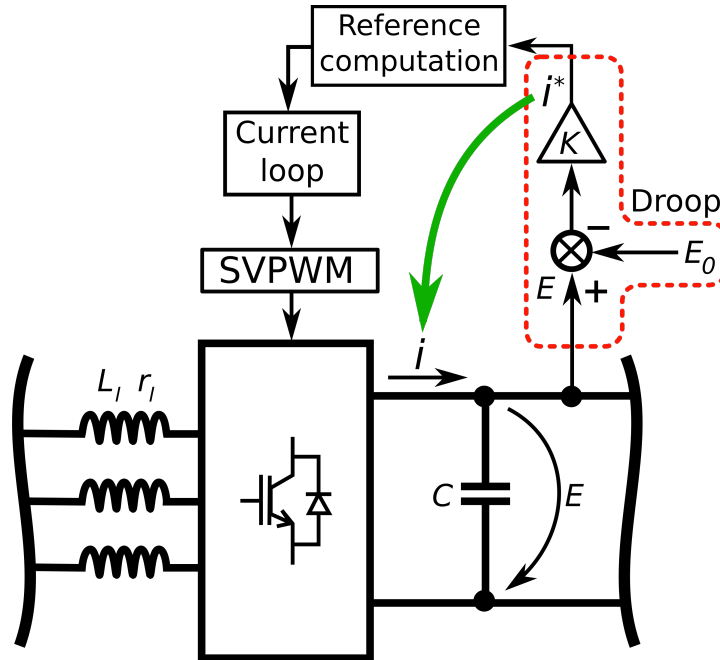 Reference
computation
i*
Current
loop
K
Droop
−
SVPWM
E₀
E
+
i
Lₗ rₗ
C
E